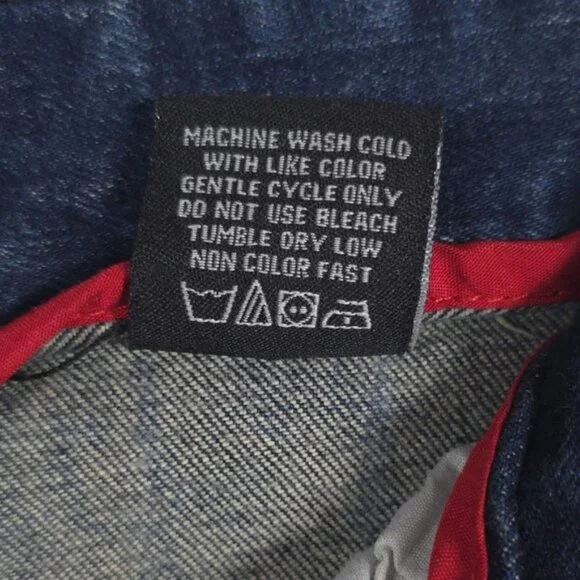 MACHINE WASH COLD
WITH LIKE COLOR
GENTLE CYCLE ONLY
DO NOT USE BLEACH
TUMBLE DRY LOW
NON COLOR FAST